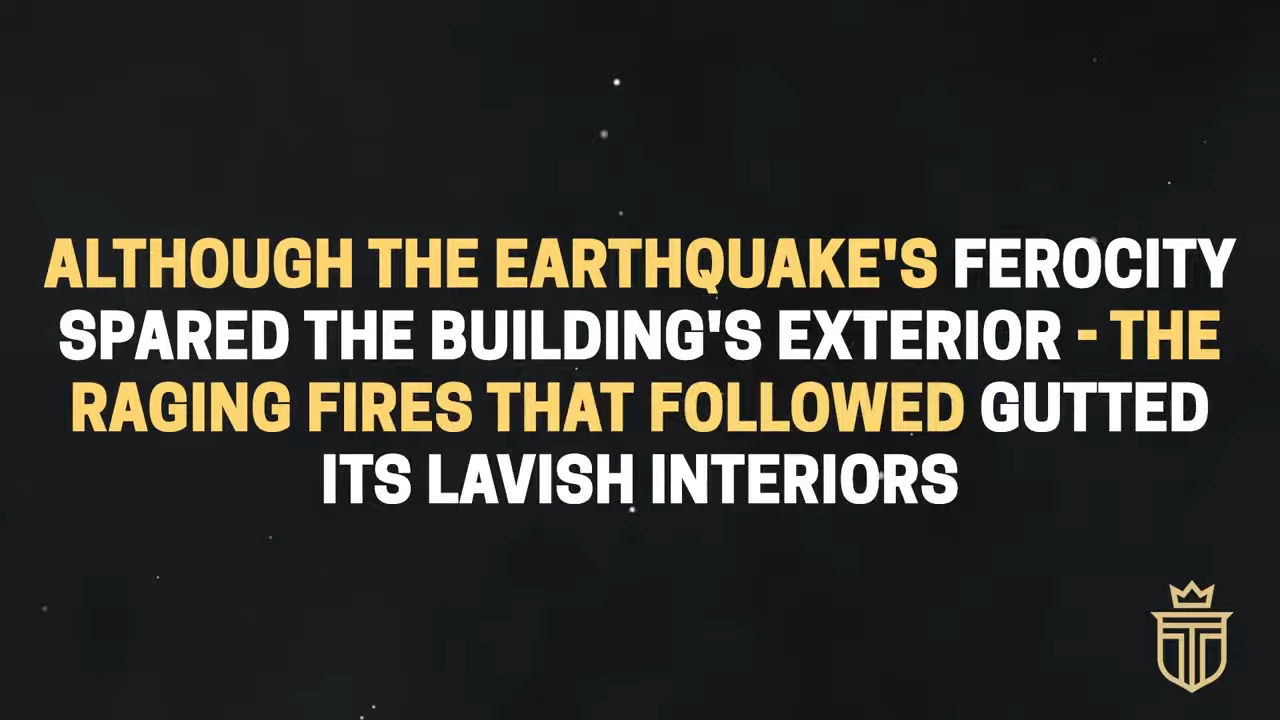 ALTHOUGH THE EARTHQUAKE'S FEROCITY
SPARED THE BUILDING'S EXTERIOR - THE
RAGING FIRES THAT FOLLOWED GUTTED
ITS LAVISH INTERIORS